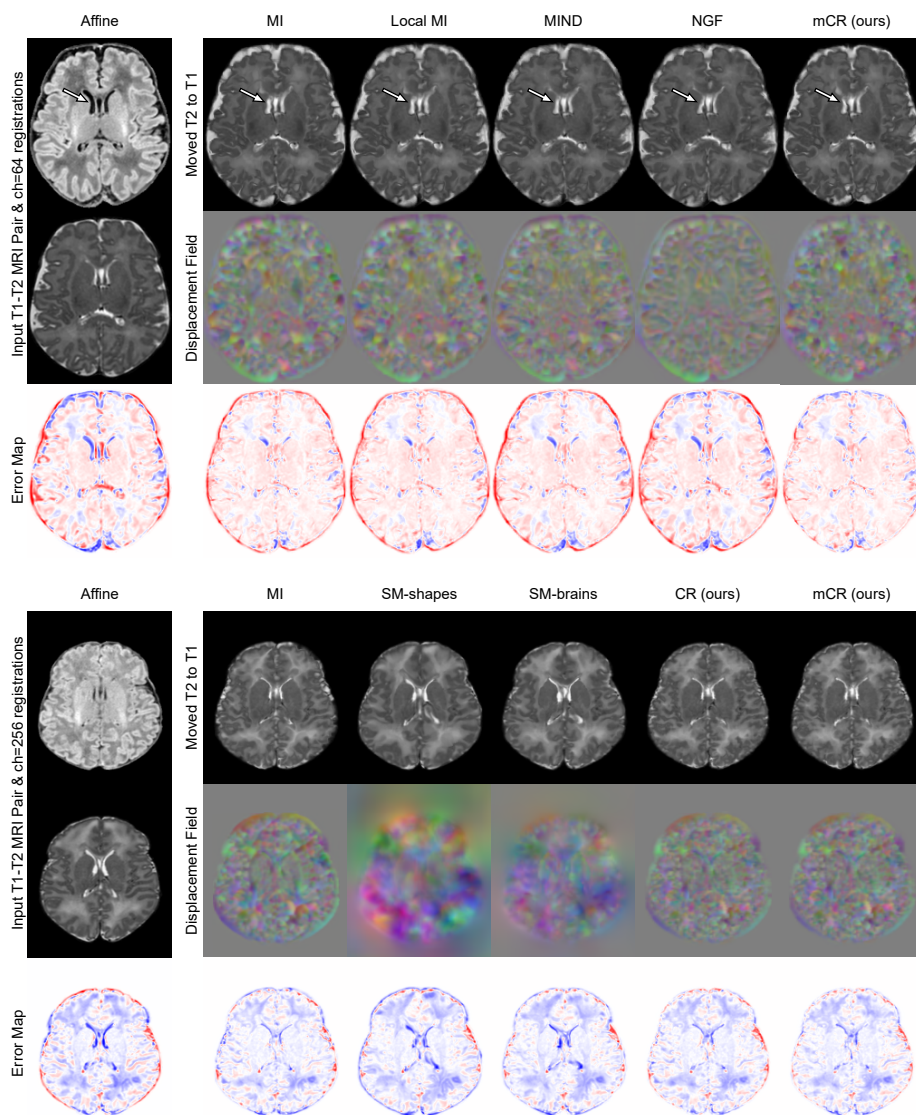 Affine
MI
Local MI
MIND
NGF
mCR (ours)
Input T1-T2 MRI Pair & ch=64 registrations
Moved T2 to T1
Displacement Field
Error Map
Affine
MI
SM-shapes
SM-brains
CR (ours)
mCR (ours)
Input T1-T2 MRI Pair & ch=256 registrations
Moved T2 to T1
Displacement Field
Error Map